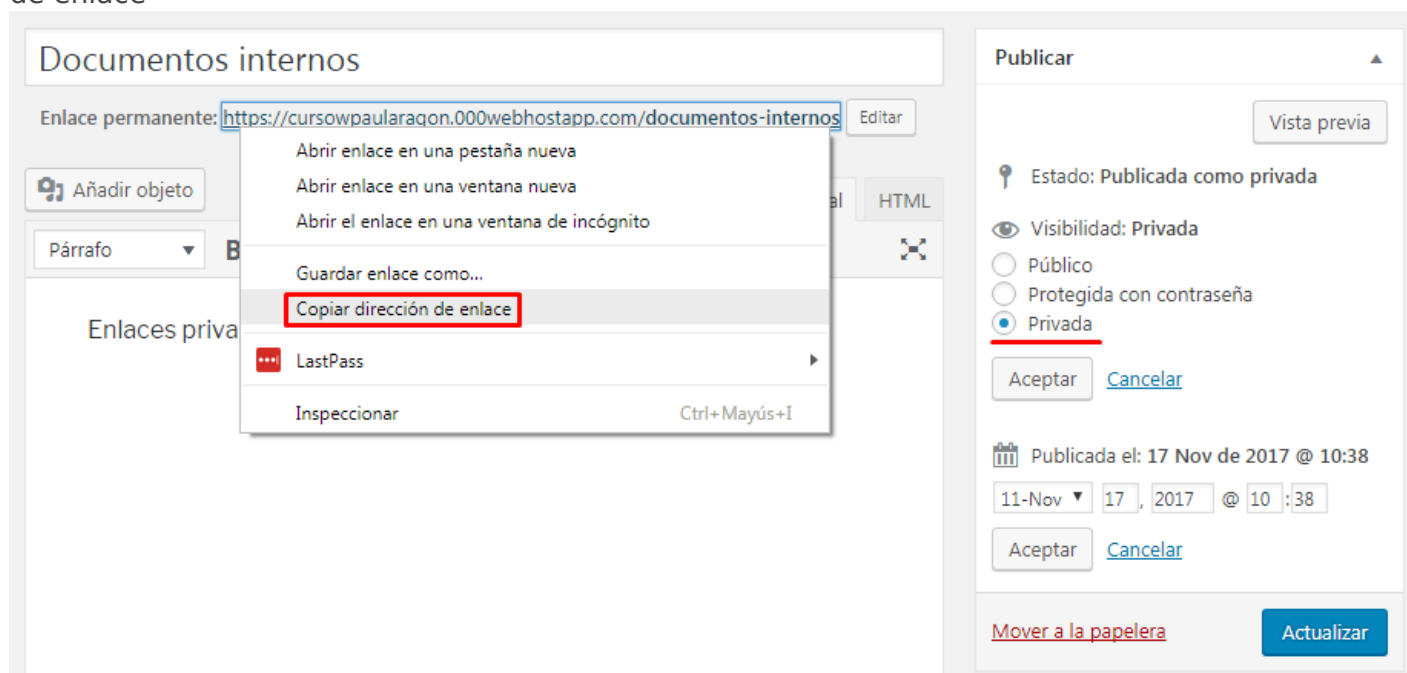 de enlace
Documentos internos
Enlace permanente: https://cursowpaularagon.000webhostapp.com/documentos-internos Editar
Añadir objeto
al HTML
Párrafo B
Enlaces priva
Abrir enlace en una pestaña nueva
Abrir enlace en una ventana nueva
Abrir el enlace en una ventana de incógnito
Guardar enlace como...
Copiar dirección de enlace
LastPass
Inspeccionar Ctrl+Mayús+I
Publicar
Vista previa
Estado: Publicada como privada
Visibilidad: Privada
Público
Protegida con contraseña
Privada
Aceptar Cancelar
Publicada el: 17 Nov de 2017 @ 10:38
11-Nov 17 , 2017 @ 10 : 38
Aceptar Cancelar
Mover a la papelera Actualizar